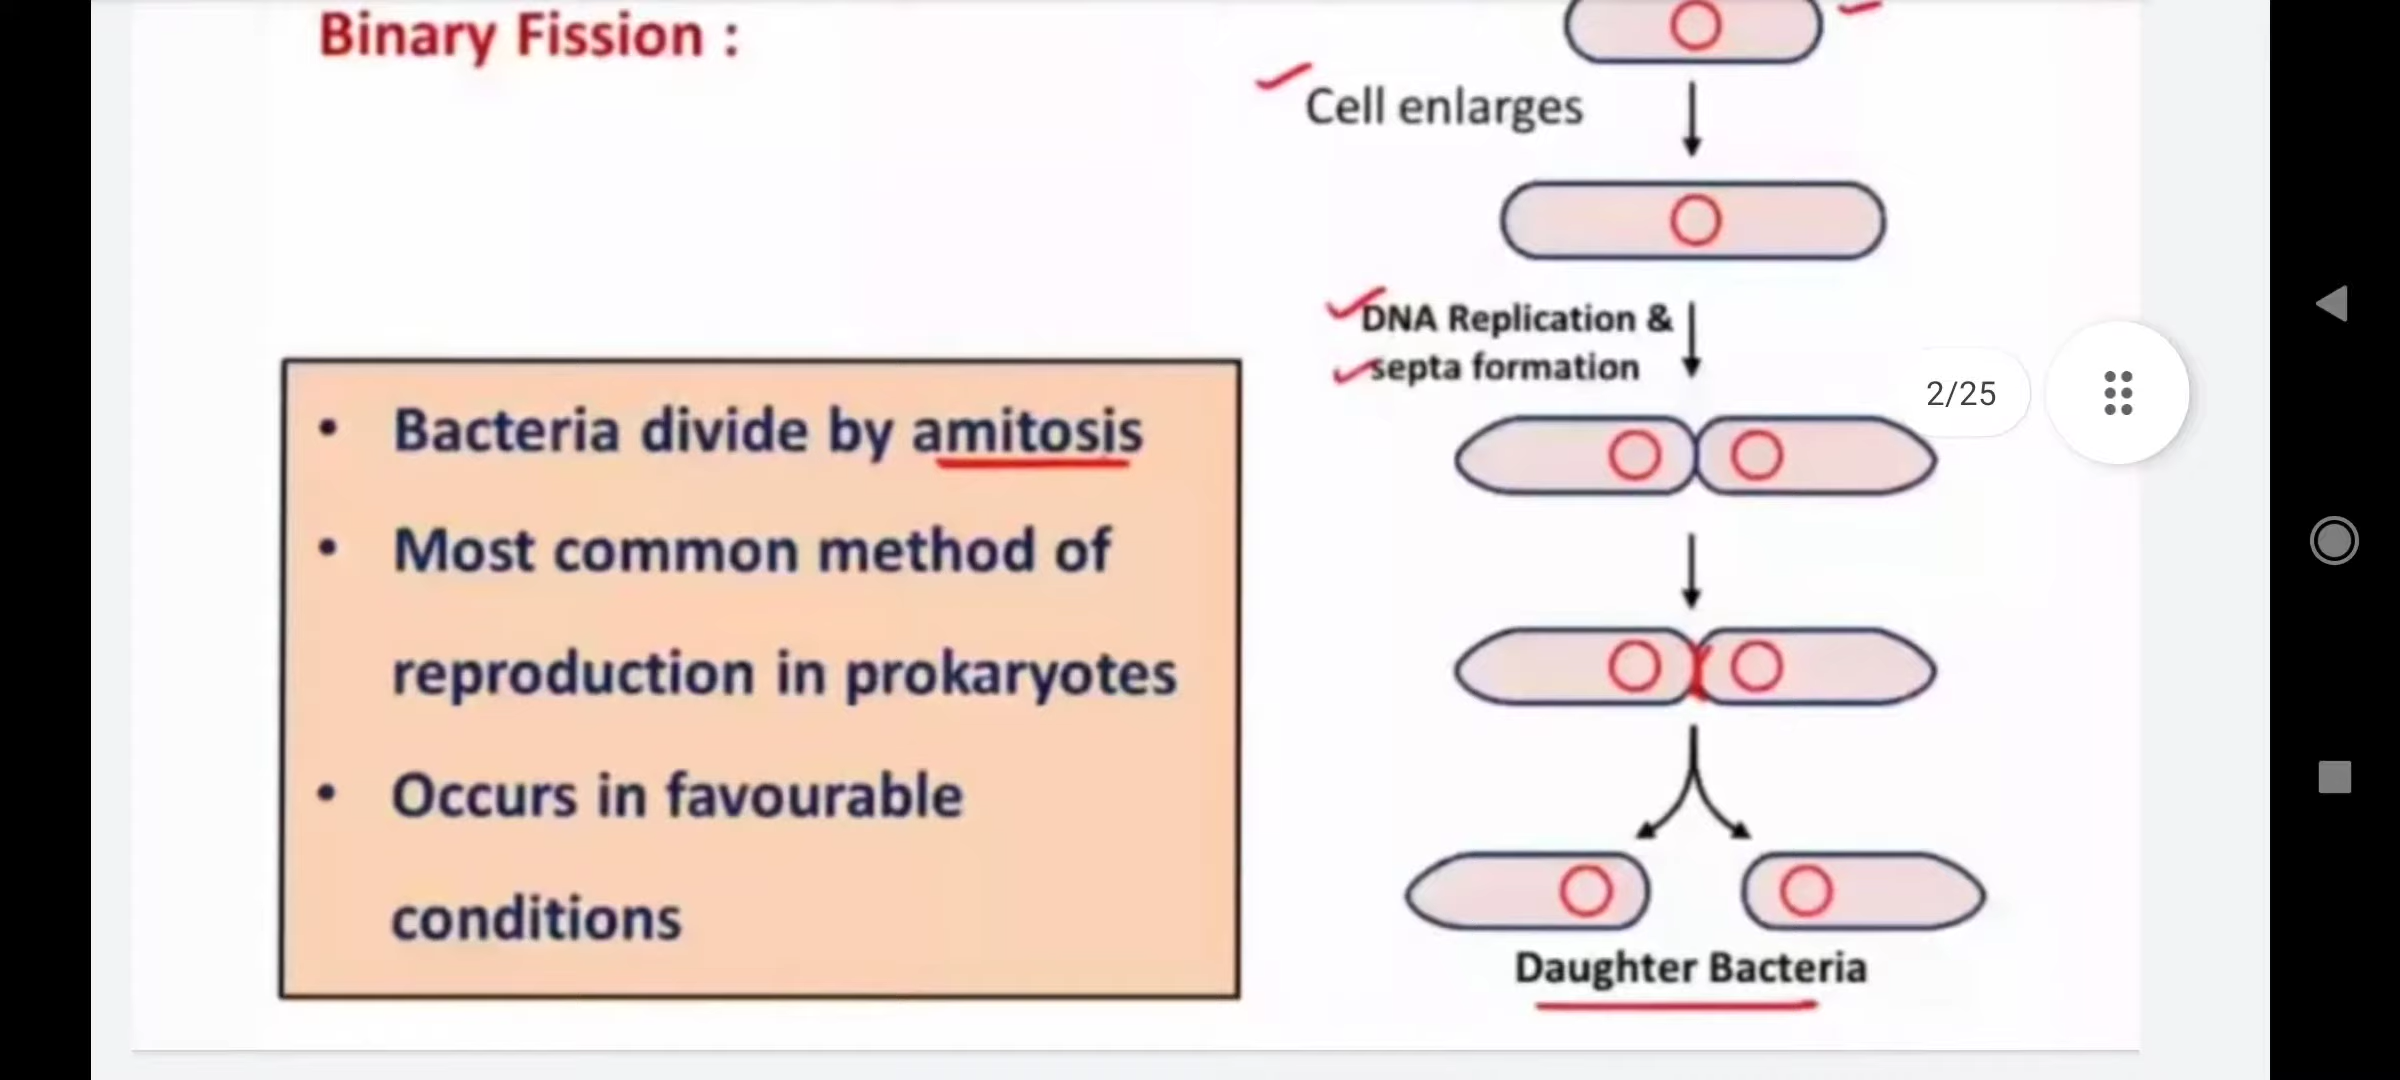 Binary Fission :
Cell enlarges
DNA Replication &
septa formation
2/25
• Bacteria divide by amitosis
• Most common method of
reproduction in prokaryotes
• Occurs in favourable
conditions
Daughter Bacteria